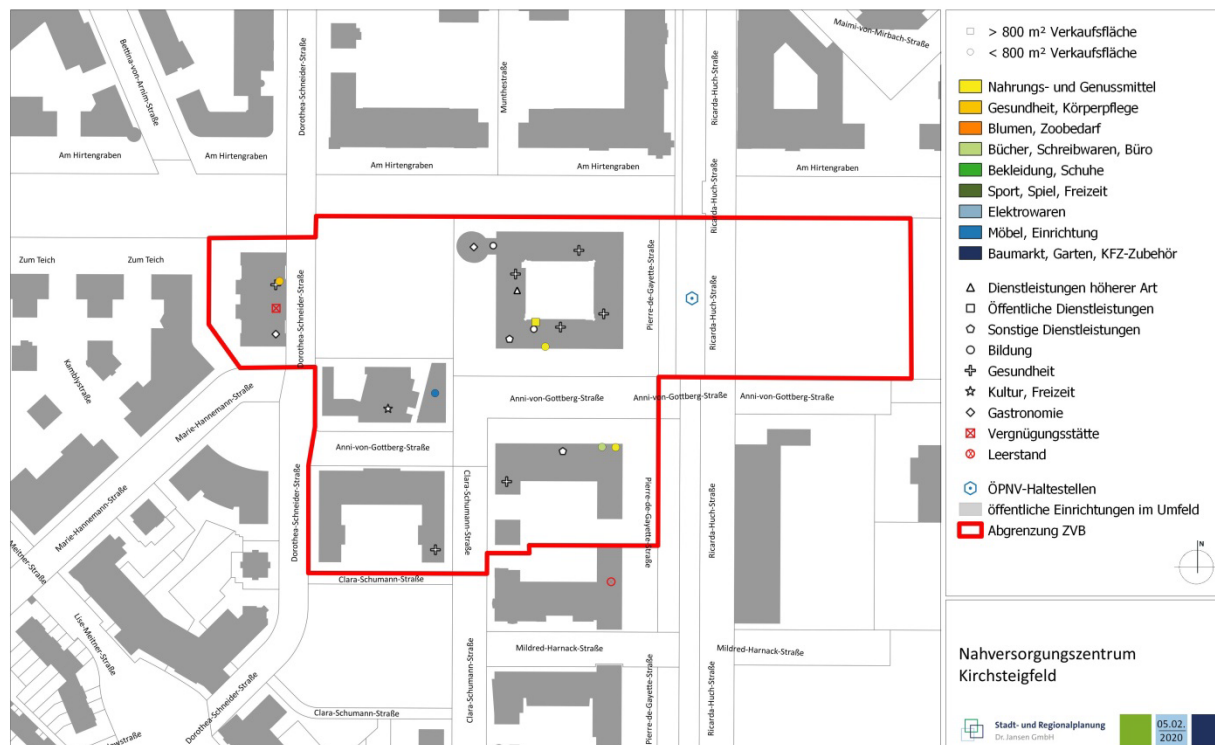 Maimi-von-Mirbach-Straße
Bettina-von-Arnim-Straße
Dorothea-Schneider-Straße
Munthestraße
Ricarda-Huch-Straße
Am Hirtengraben
Am Hirtengraben
Am Hirtengraben
Am Hirtengraben
Am Hirtengraben
Ricarda-Huch-Straße
Zum Teich
Zum Teich
Dorothea-Schneider-Straße
Pierre-de-Gayette-Straße
Ricarda-Huch-Straße
Kamblystraße
Marie-Hannemann-Straße
Anni-von-Gottberg-Straße
Anni-von-Gottberg-Straße
Anni-von-Gottberg-Straße
Anni-von-Gottberg-Straße
Marie-Hannemann-Straße
Dorothea-Schneider-Straße
Clara-Schumann-Straße
Pierre-de-Gayette-Straße
Ricarda-Huch-Straße
Meitner-Straße
Clara-Schumann-Straße
Lise-Meitner-Straße
Mildred-Harnack-Straße
Mildred-Harnack-Straße
Dorothea-Schneider-Straße
Clara-Schumann-Straße
Clara-Schumann-Straße
Pierre-de-Gayette-Straße
Ricarda-Huch-Straße
> 800 m² Verkaufsfläche
< 800 m² Verkaufsfläche
Nahrungs- und Genussmittel
Gesundheit, Körperpflege
Blumen, Zoobedarf
Bücher, Schreibwaren, Büro
Bekleidung, Schuhe
Sport, Spiel, Freizeit
Elektrowaren
Möbel, Einrichtung
Baumarkt, Garten, KFZ-Zubehör
Dienstleistungen höherer Art
Öffentliche Dienstleistungen
Sonstige Dienstleistungen
Bildung
Gesundheit
Kultur, Freizeit
Gastronomie
Vergnügungsstätte
Leerstand
ÖPNV-Haltestellen
öffentliche Einrichtungen im Umfeld
Abgrenzung ZVB
N
Nahversorgungszentrum
Kirchsteigfeld
Stadt- und Regionalplanung
Dr. Jansen GmbH
05.02.
2020